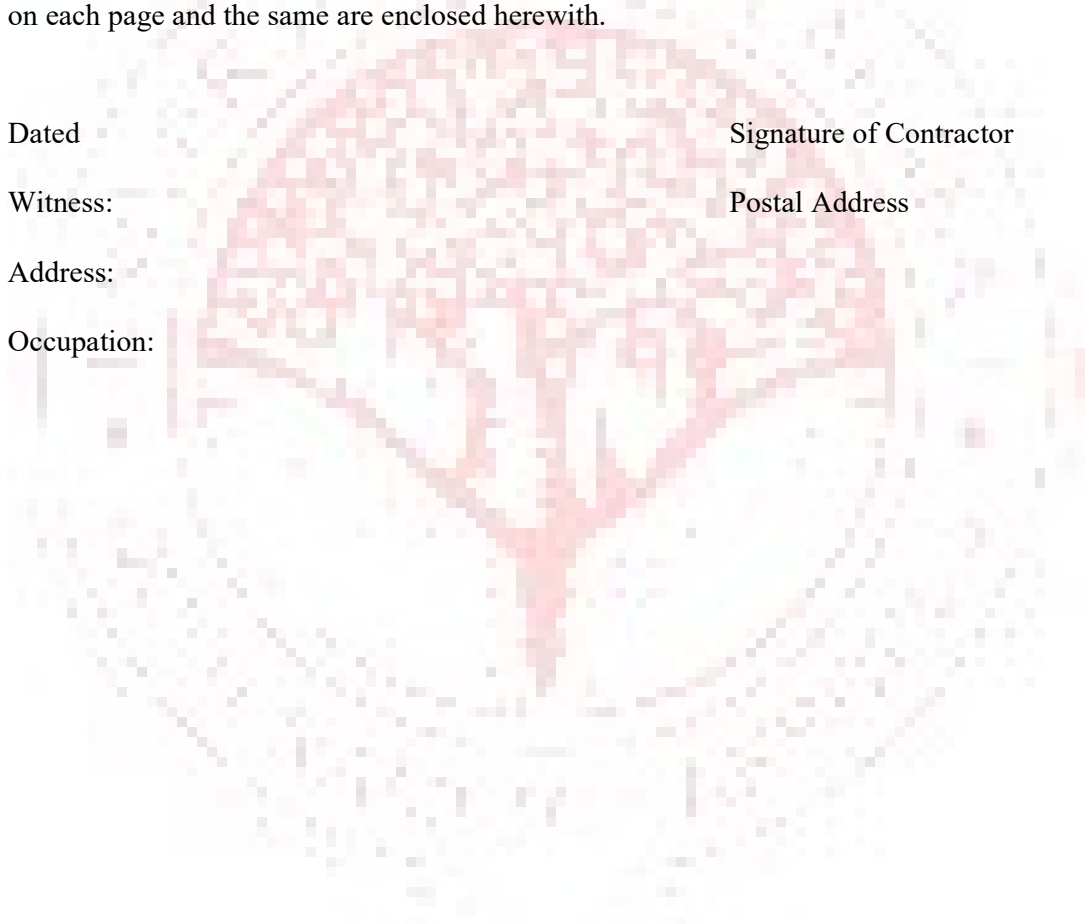 on each page and the same are enclosed herewith.
Dated Signature of Contractor
Witness: Postal Address
Address:
Occupation: